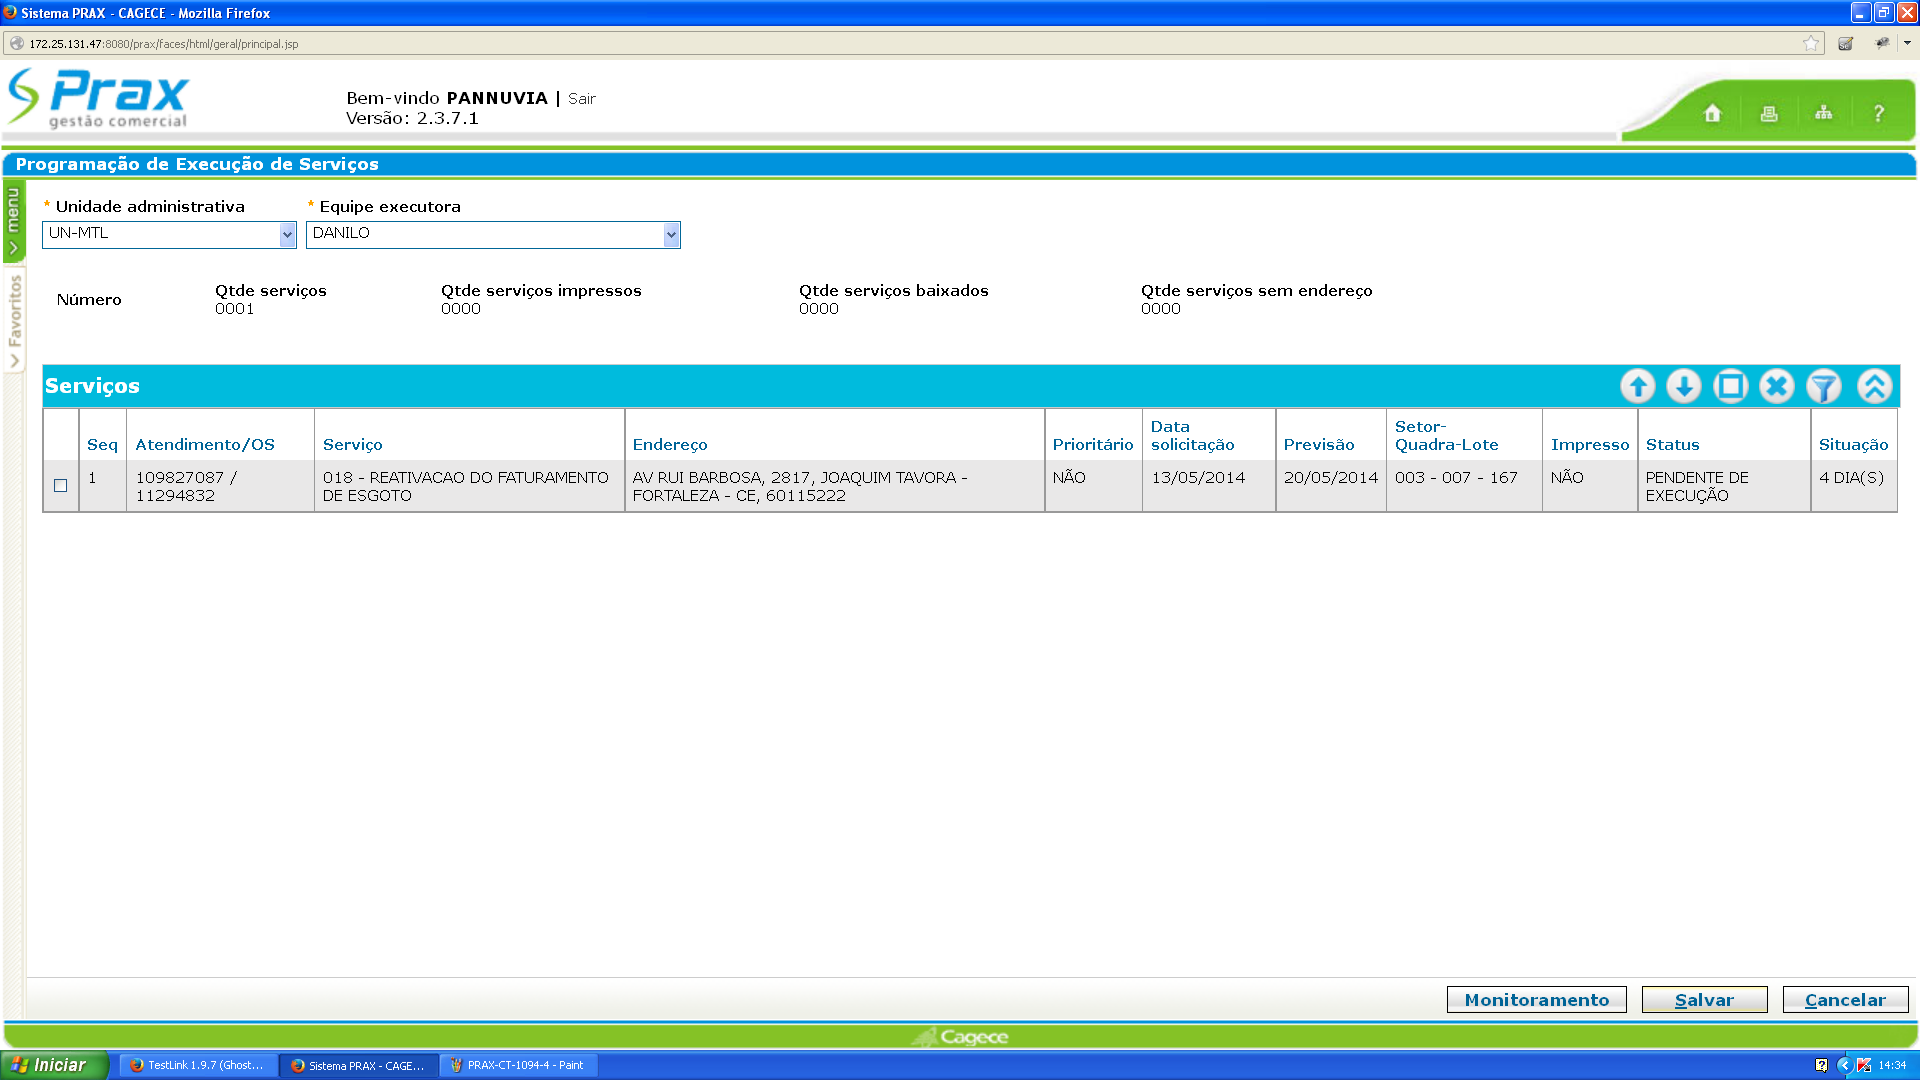 Sistema PRAX - CAGECE - Mozilla Firefox
172.25.131.47:8080/prax/faces/html/geral/principal.jsp
Prax
gestão comercial
Bem-vindo PANNUVIA | Sair
Versão: 2.3.7.1
?
Programação de Execução de Serviços
menu
Favoritos
* Unidade administrativa
* Equipe executora
UN-MTL
DANILO
Número
Qtde serviços
0001
Qtde serviços impressos
0000
Qtde serviços baixados
0000
Qtde serviços sem endereço
0000
Serviços
Seq
Atendimento/OS
Serviço
Endereço
Prioritário
Data
solicitação
Previsão
Setor-
Quadra-Lote
Impresso
Status
Situação
1
109827087 /
11294832
018 - REATIVACAO DO FATURAMENTO
DE ESGOTO
AV RUI BARBOSA, 2817, JOAQUIM TAVORA -
FORTALEZA - CE, 60115222
NÃO
13/05/2014
20/05/2014
003 - 007 - 167
NÃO
PENDENTE DE
EXECUÇÃO
4 DIA(S)
Monitoramento
Salvar
Cancelar
Cagece
Iniciar
TestLink 1.9.7 (Ghost...
Sistema PRAX - CAGE...
PRAX-CT-1094-4 - Paint
14:34